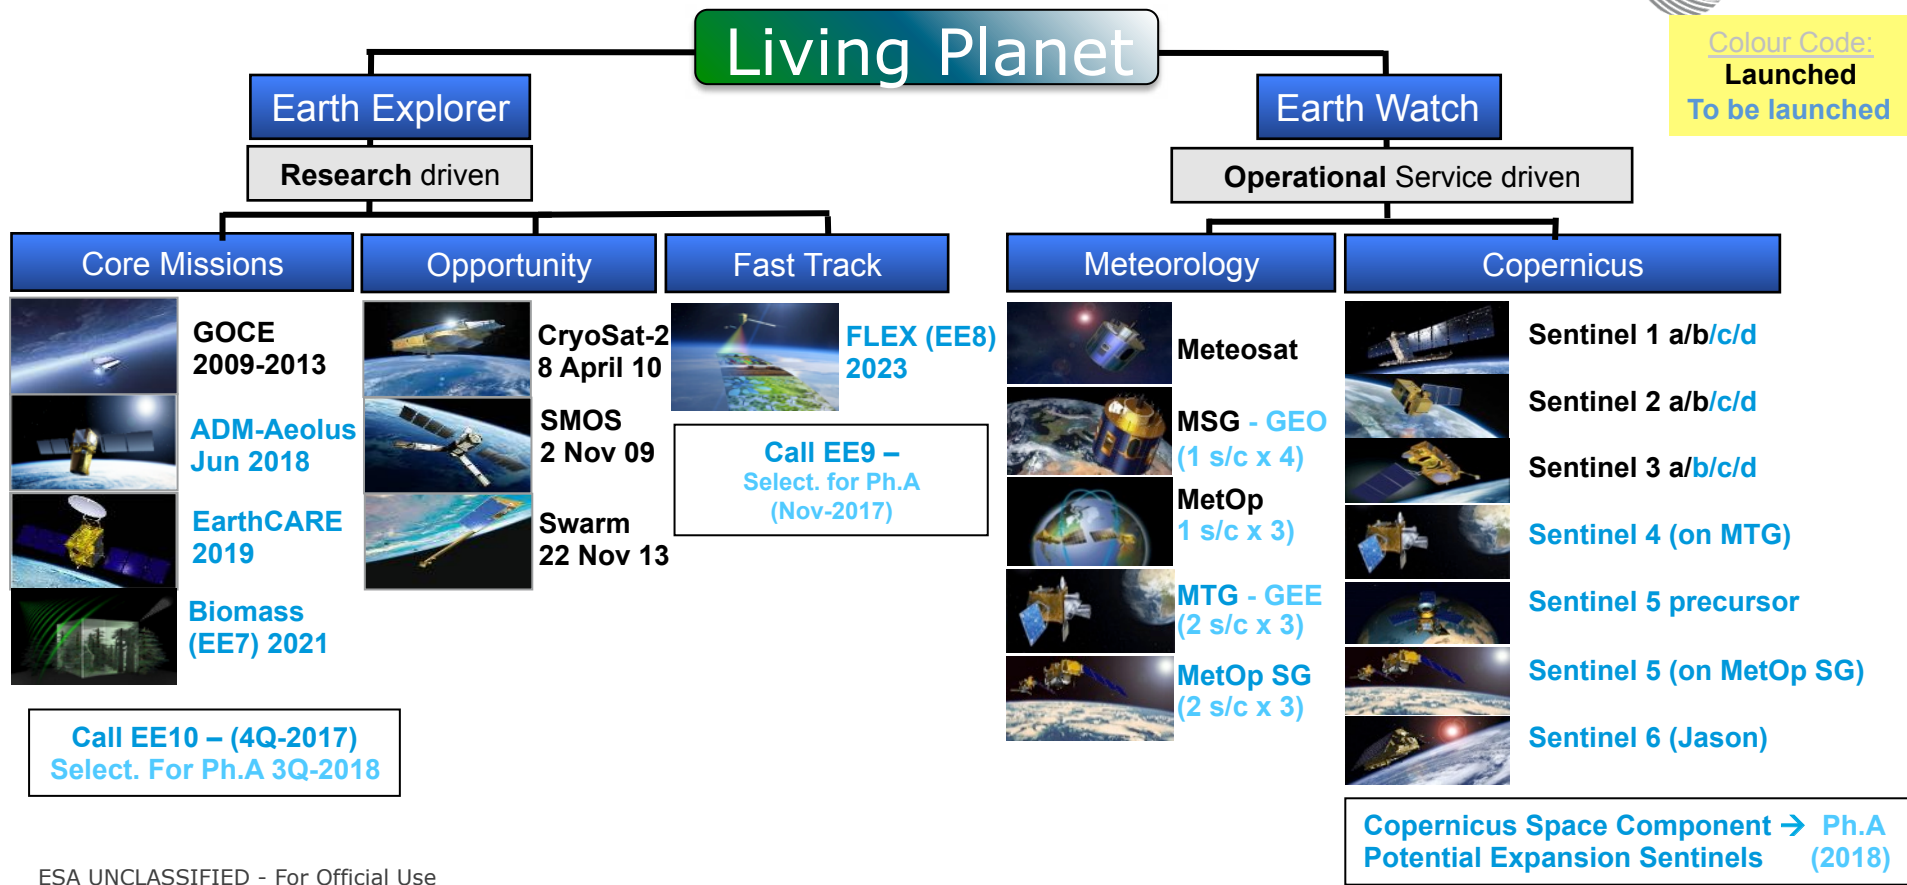 Living Planet
Colour Code:
Launched
To be launched
Earth Explorer
Research driven
Core Missions
GOCE
2009-2013
ADM-Aeolus
Jun 2018
EarthCARE
2019
Biomass
(EE7) 2021
Call EE10 – (4Q-2017)
Select. For Ph.A 3Q-2018
Opportunity
CryoSat-2
8 April 10
SMOS
2 Nov 09
Swarm
22 Nov 13
Fast Track
FLEX (EE8)
2023
Call EE9 –
Select. for Ph.A
(Nov-2017)
Earth Watch
Operational Service driven
Meteorology
Meteosat
MSG - GEO
(1 s/c x 4)
MetOp
1 s/c x 3)
MTG - GEE
(2 s/c x 3)
MetOp SG
(2 s/c x 3)
Copernicus
Sentinel 1 a/b/c/d
Sentinel 2 a/b/c/d
Sentinel 3 a/b/c/d
Sentinel 4 (on MTG)
Sentinel 5 precursor
Sentinel 5 (on MetOp SG)
Sentinel 6 (Jason)
Copernicus Space Component → Ph.A
Potential Expansion Sentinels (2018)
ESA UNCLASSIFIED - For Official Use